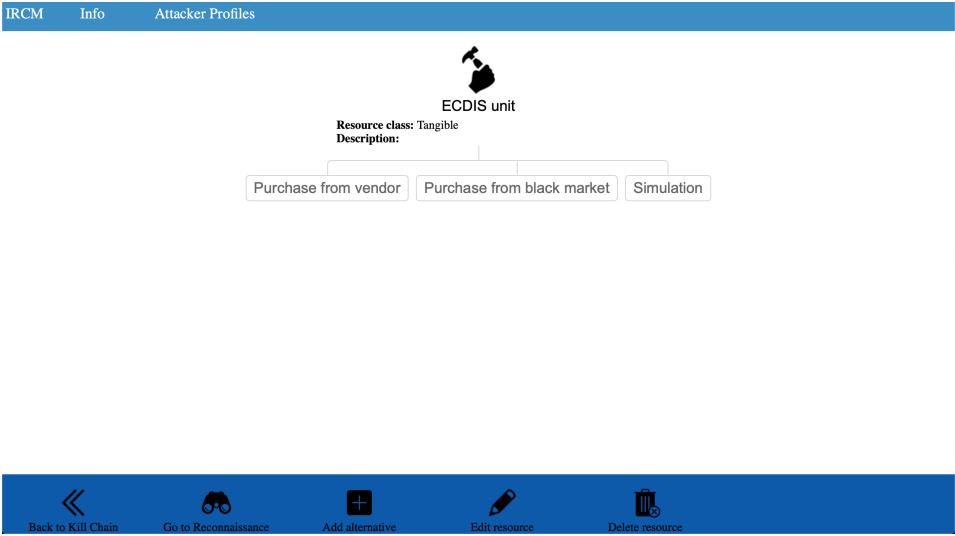 IRCM Info Attacker Profiles
ECDIS unit
Resource class: Tangible
Description:
Purchase from vendor Purchase from black market Simulation
Back to Kill Chain Go to Reconnaissance Add alternative Edit resource Delete resource